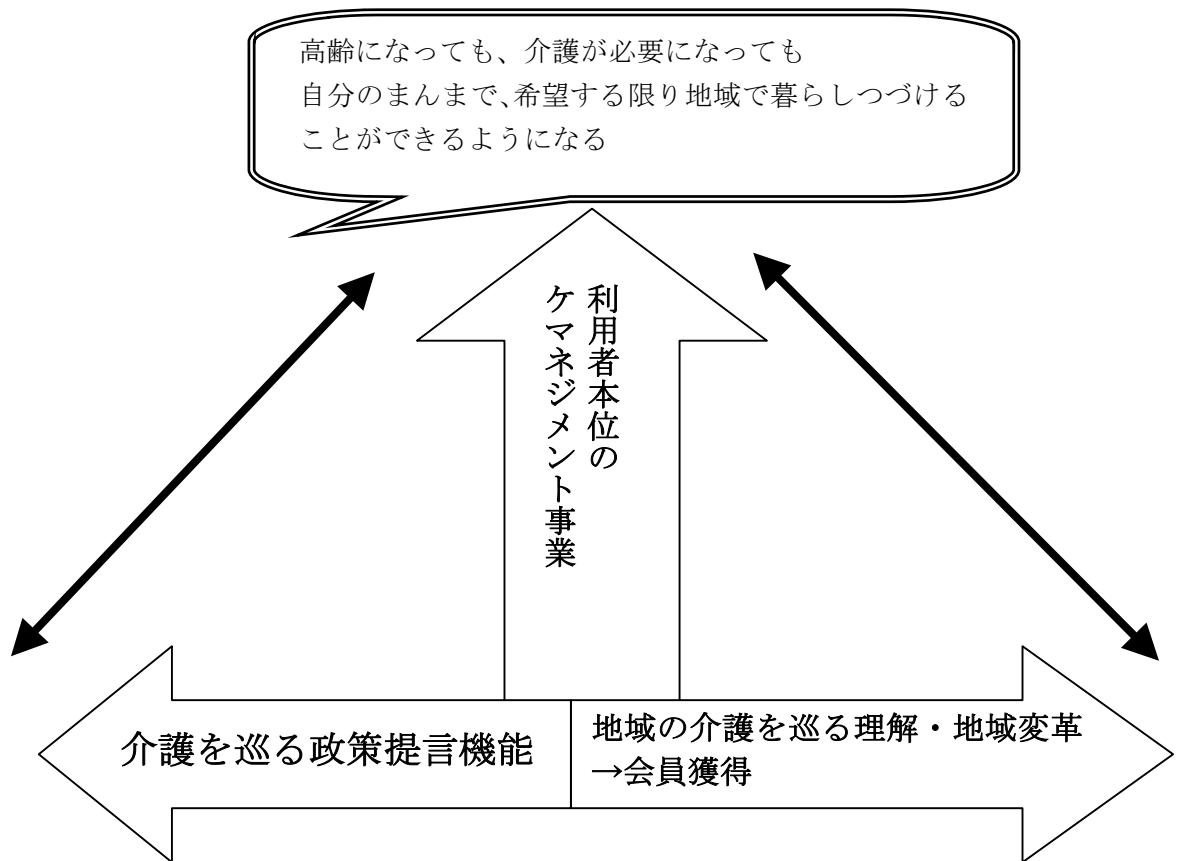 高齢になっても、介護が必要になっても
自分のまんまで、希望する限り地域で暮らしつづける
ことができるようになる
利用者本位の
ケマネジメント事業
介護を巡る政策提言機能
地域の介護を巡る理解・地域変革
→会員獲得